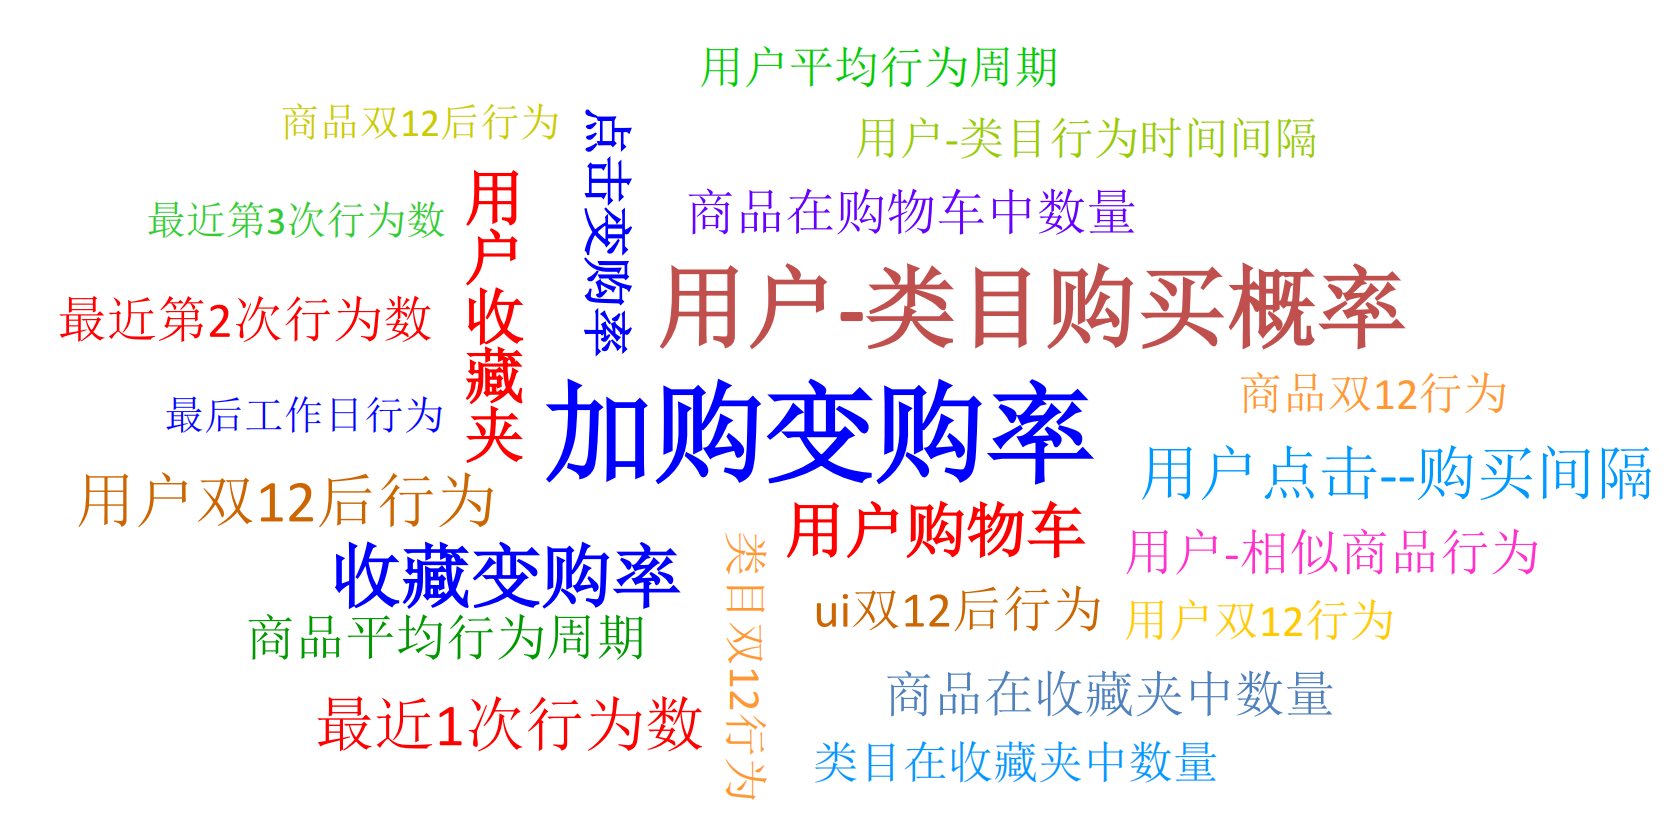 用户平均行为周期
商品双12后行为
点击变购率
用户-类目行为时间间隔
用户收藏夹
最近第3次行为数
商品在购物车中数量
用户-类目购买概率
最近第2次行为数
加购变购率
商品双12行为
最后工作日行为
用户点击--购买间隔
用户双12后行为
用户购物车
用户-相似商品行为
收藏变购率
类目双12行为
ui双12后行为
用户双12行为
商品平均行为周期
商品在收藏夹中数量
最近1次行为数
类目在收藏夹中数量